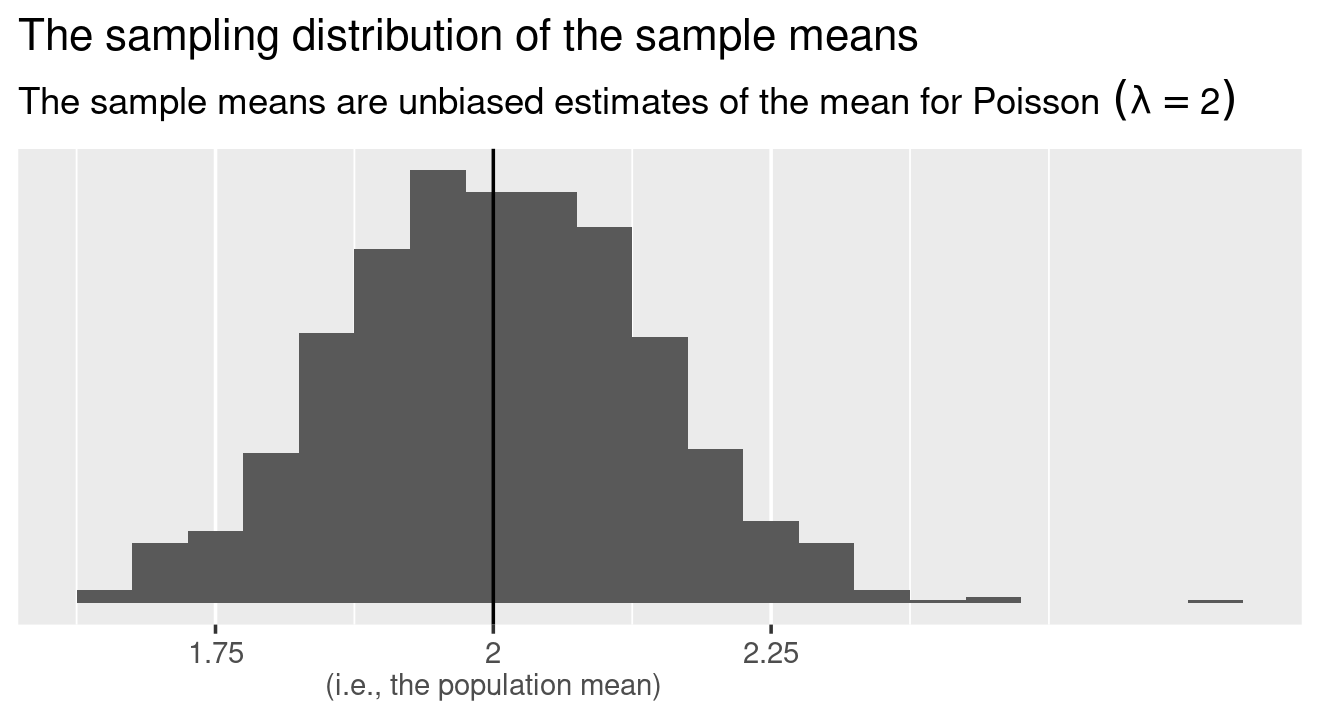 The sampling distribution of the sample means
The sample means are unbiased estimates of the mean for Poisson (λ = 2)
1.75 2 2.25
(i.e., the population mean)